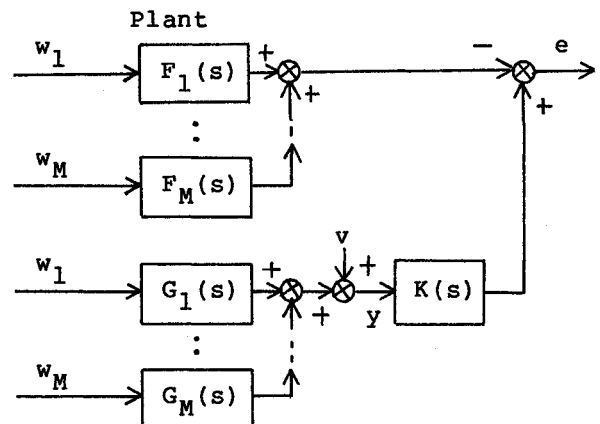 Plant
w1 F1(s) + + − e +
:
wM FM(s)
v
w1 G1(s) + + + y K(s)
:
wM GM(s)